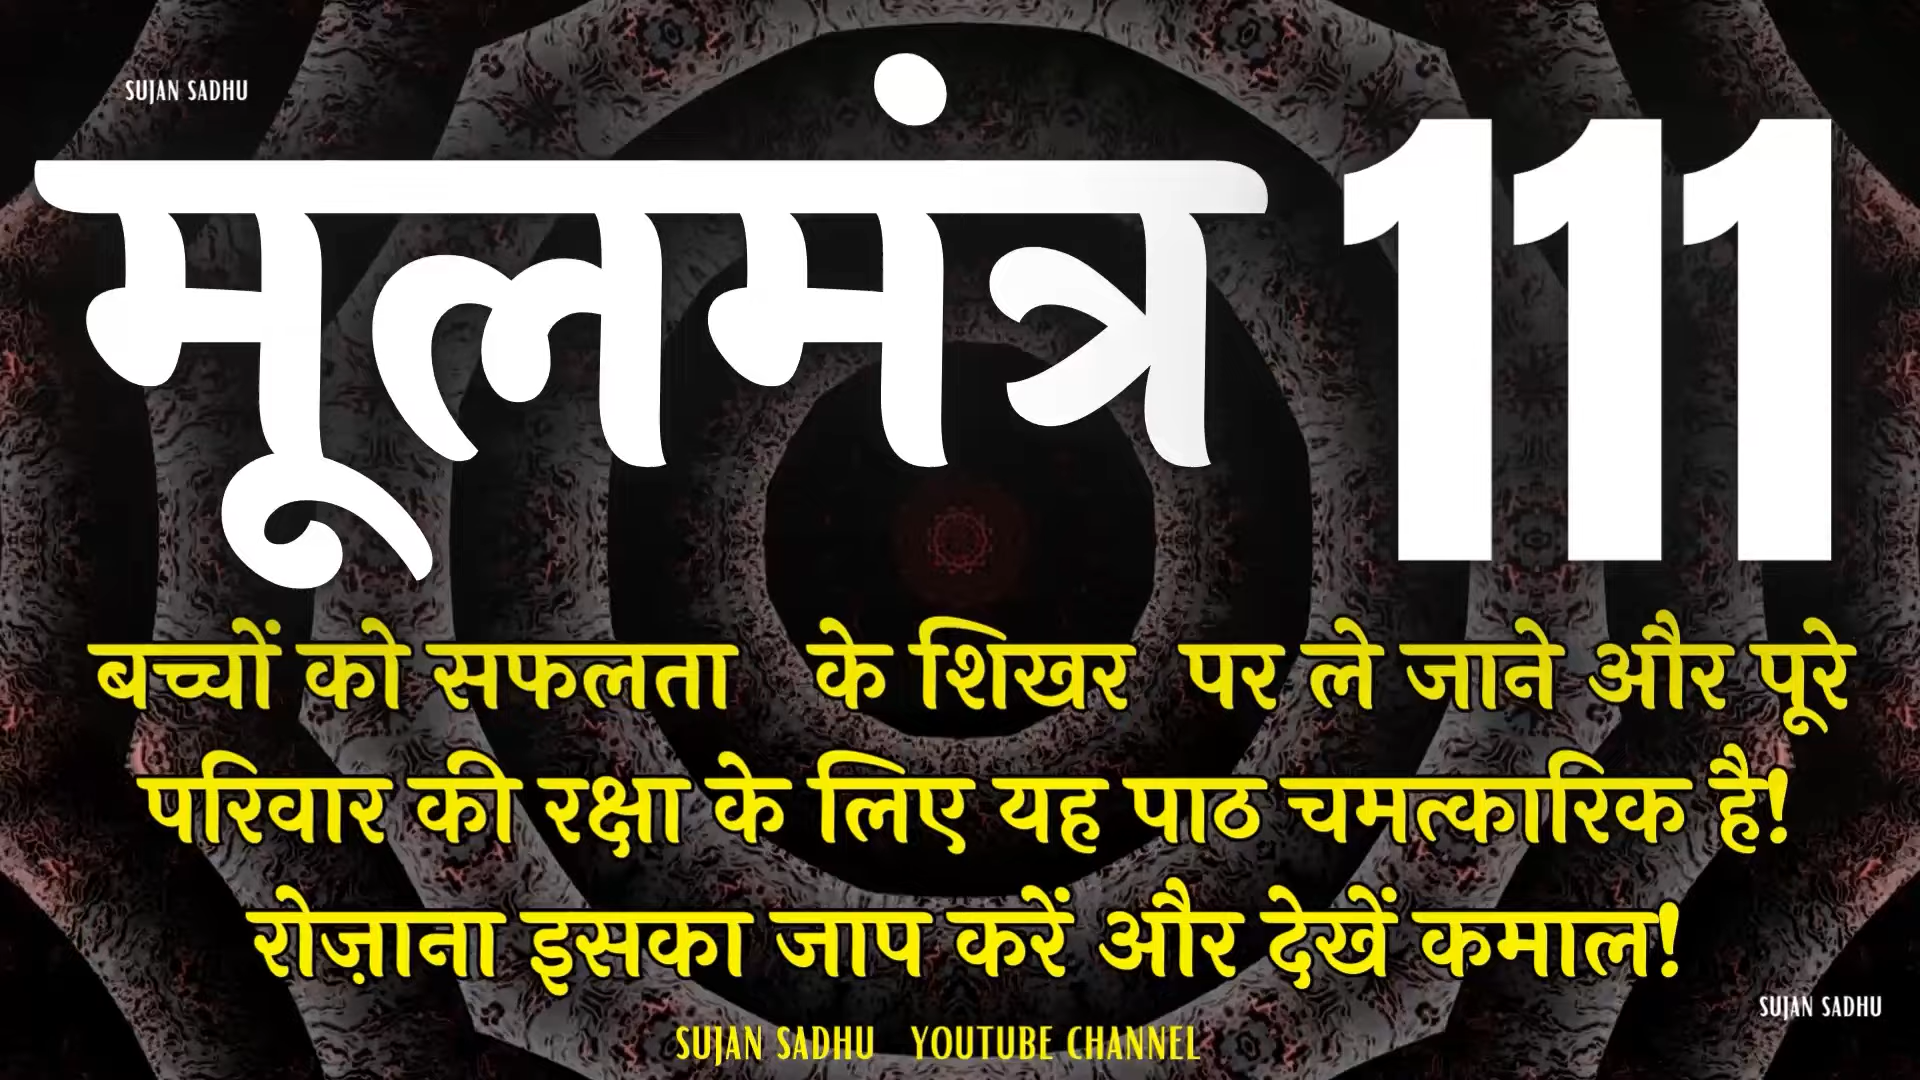 SUJAN SADHU
मूलमंत्र 111
बच्चों को सफलता के शिखर पर ले जाने और पूरे
परिवार की रक्षा के लिए यह पाठ चमत्कारिक है!
रोज़ाना इसका जाप करें और देखें कमाल!
SUJAN SADHU
SUJAN SADHU YOUTUBE CHANNEL